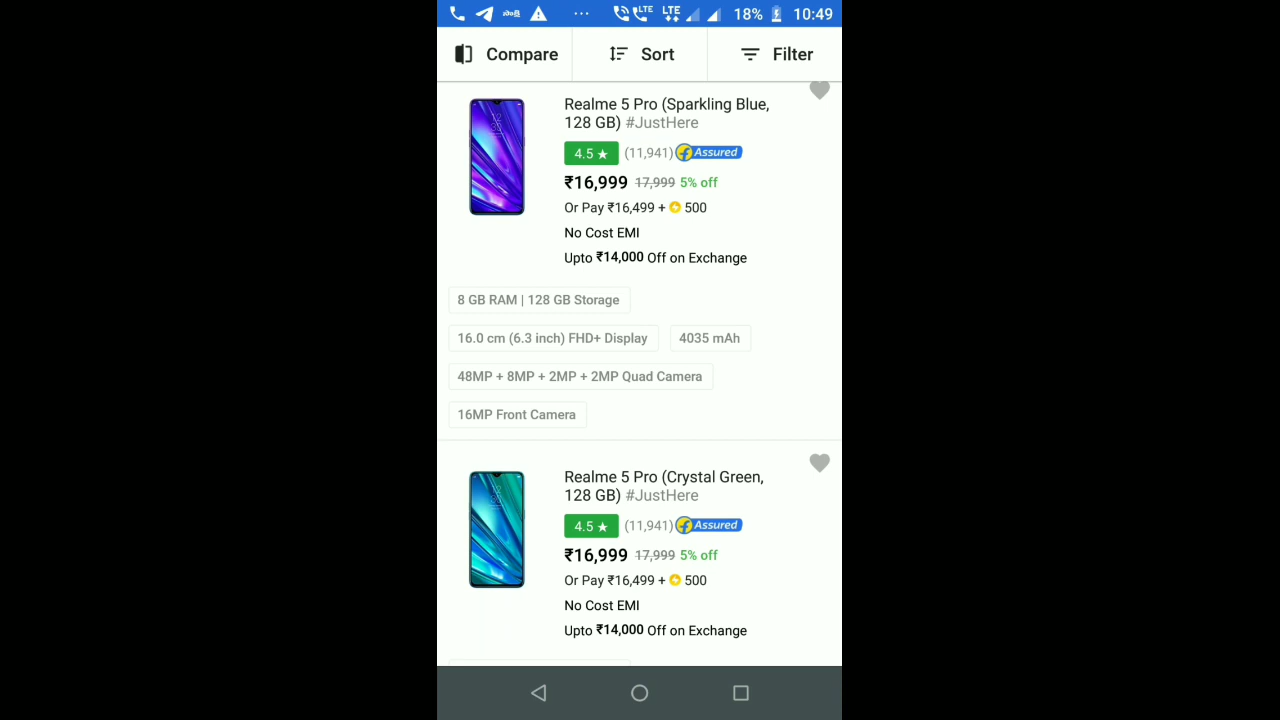 LTE LTE 18% 10:49
Compare Sort Filter
Realme 5 Pro (Sparkling Blue,
128 GB) #JustHere
4.5 ★ (11,941) Assured
₹16,999 17,999 5% off
Or Pay ₹16,499 + 500
No Cost EMI
Upto ₹14,000 Off on Exchange
8 GB RAM | 128 GB Storage
16.0 cm (6.3 inch) FHD+ Display 4035 mAh
48MP + 8MP + 2MP + 2MP Quad Camera
16MP Front Camera
Realme 5 Pro (Crystal Green,
128 GB) #JustHere
4.5 ★ (11,941) Assured
₹16,999 17,999 5% off
Or Pay ₹16,499 + 500
No Cost EMI
Upto ₹14,000 Off on Exchange